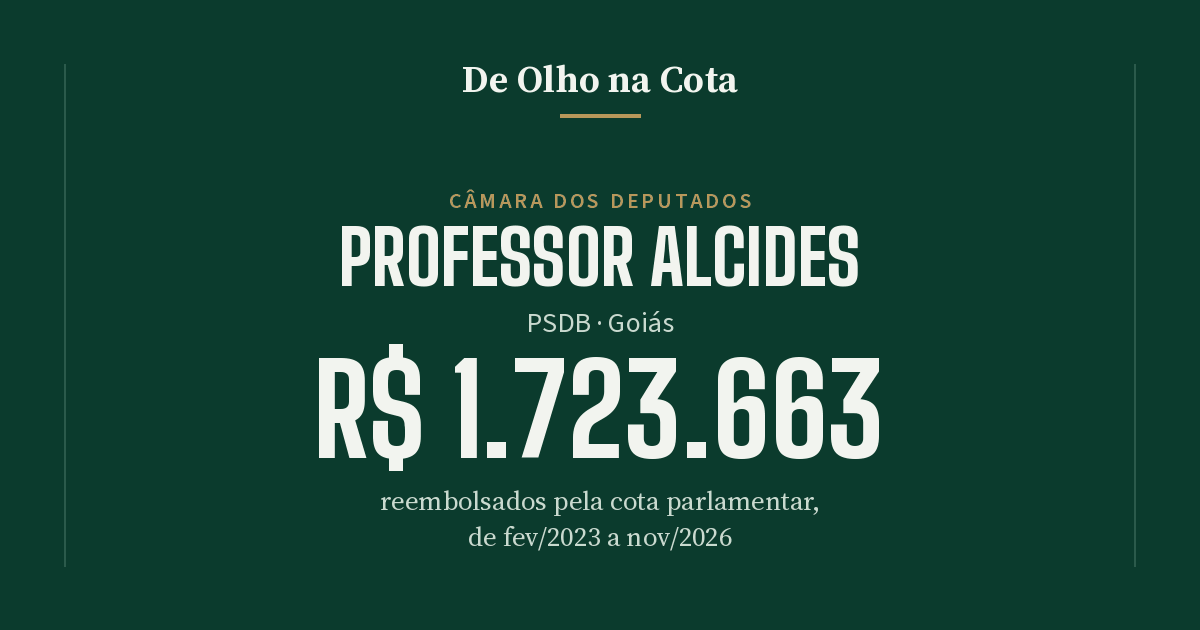 De Olho na Cota
CÂMARA DOS DEPUTADOS
PROFESSOR ALCIDES
PSDB · Goiás
R$ 1.723.663
reembolsados pela cota parlamentar,
de fev/2023 a nov/2026